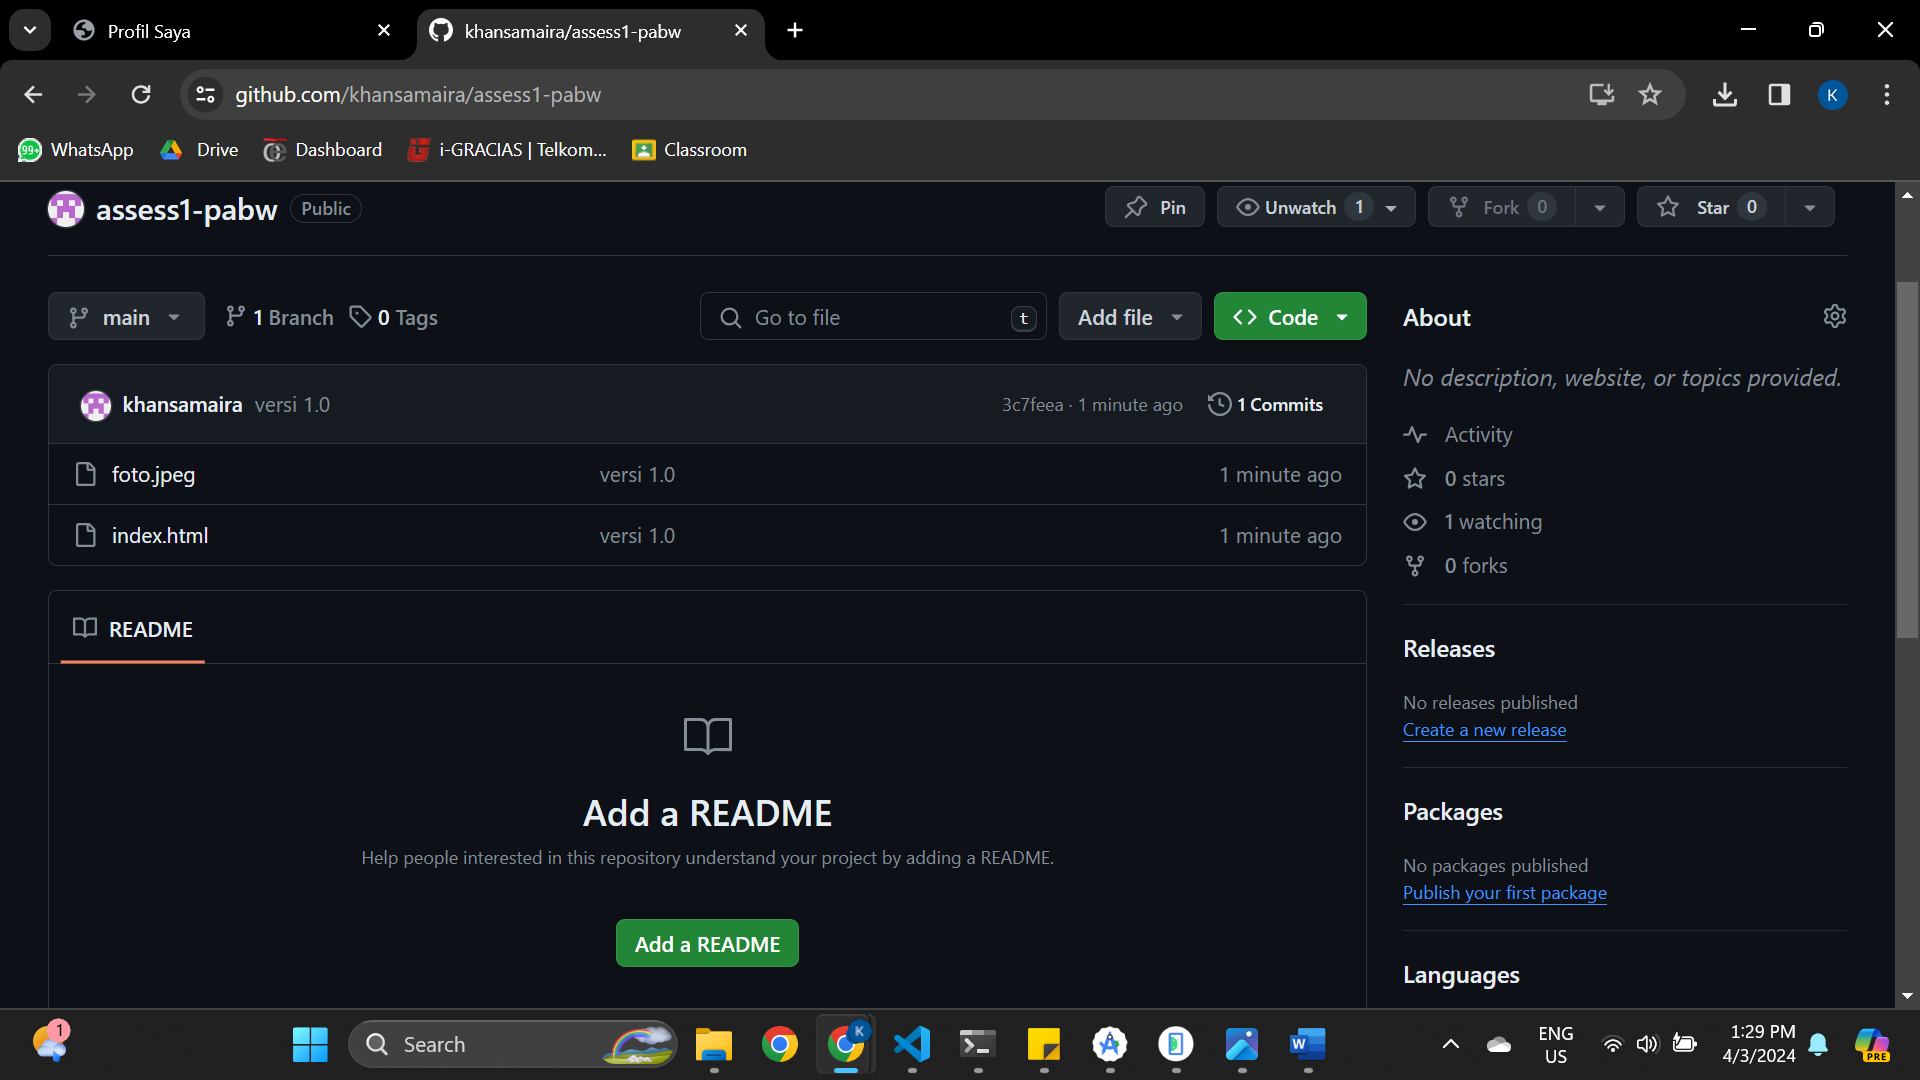 Profil Saya
khansamaira/assess1-pabw
github.com/khansamaira/assess1-pabw
K
99+ WhatsApp
Drive
Dashboard
i-GRACIAS | Telkom...
Classroom
assess1-pabw Public
Pin
Unwatch 1
Fork 0
Star 0
main
1 Branch
0 Tags
Go to file t
Add file
<> Code
khansamaira versi 1.0
3c7feea · 1 minute ago
1 Commits
foto.jpeg versi 1.0 1 minute ago
index.html versi 1.0 1 minute ago
README
Add a README
Help people interested in this repository understand your project by adding a README.
Add a README
About
No description, website, or topics provided.
Activity
0 stars
1 watching
0 forks
Releases
No releases published
Create a new release
Packages
No packages published
Publish your first package
Languages
1
Search
K
W
ENG
US
1:29 PM
4/3/2024
PRE